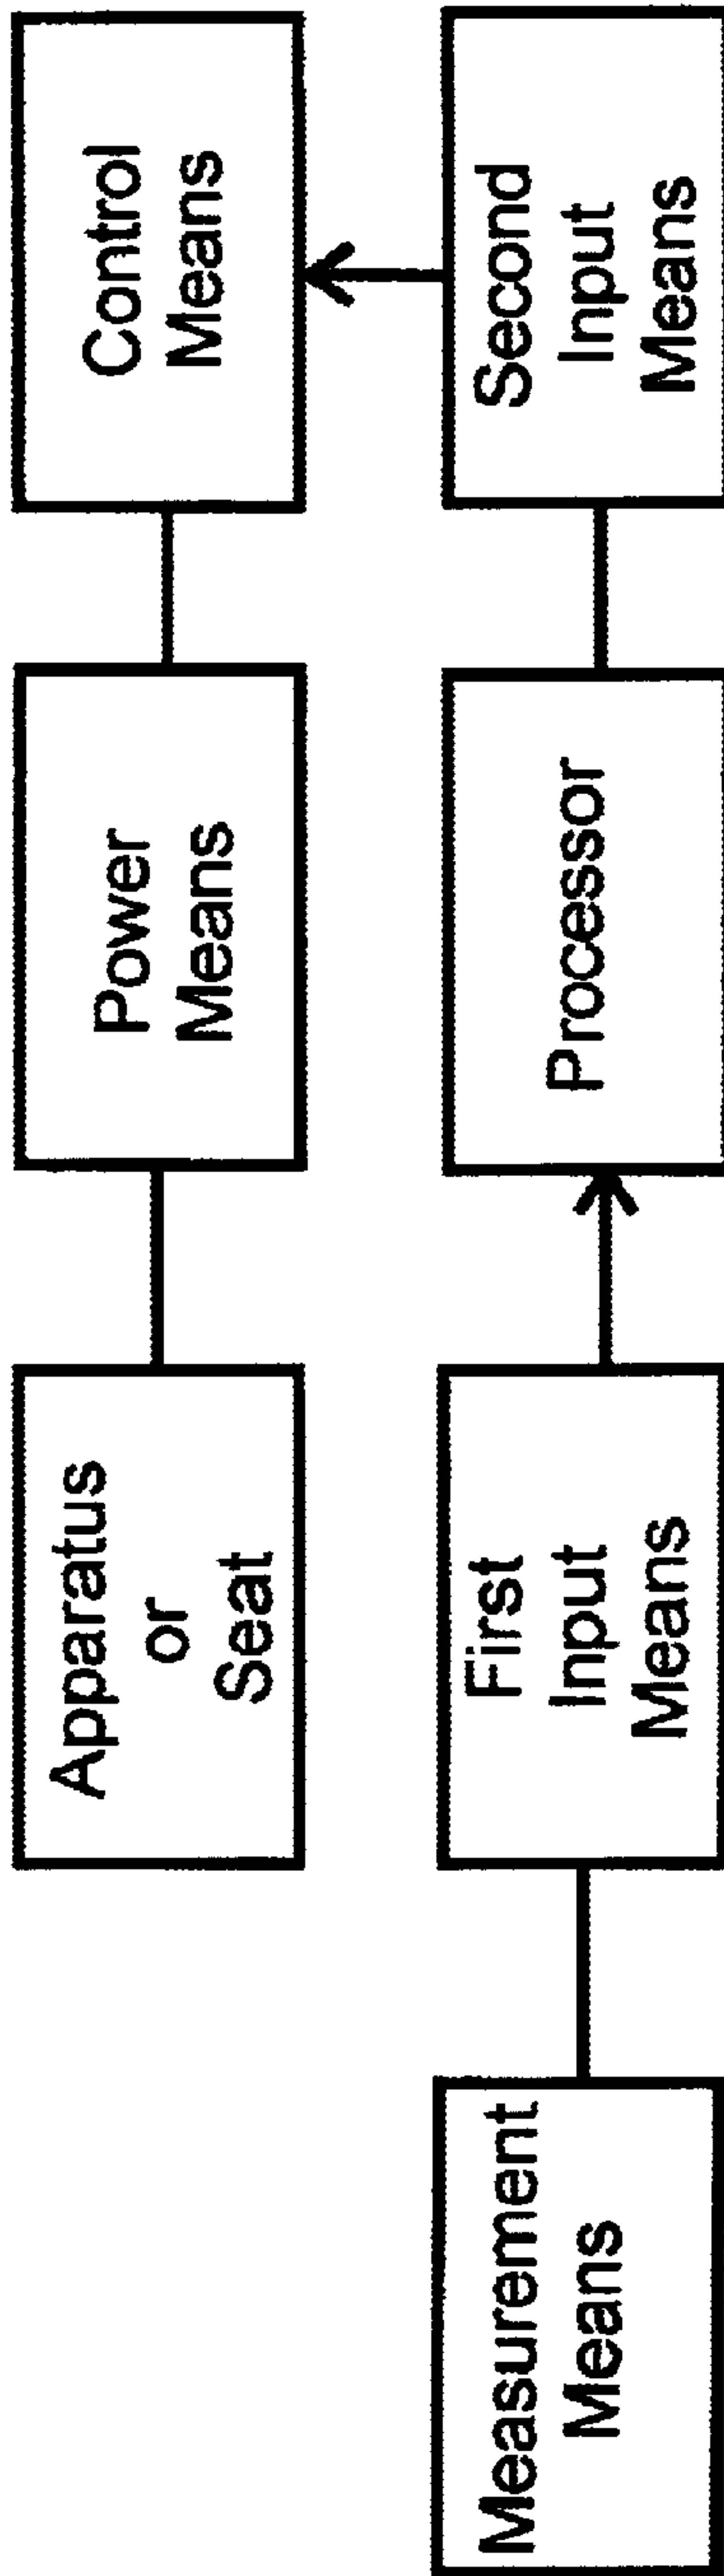 Apparatus
or
Seat
Power
Means
Control
Means
Measurement
Means
First
Input
Means
Processor
Second
Input
Means